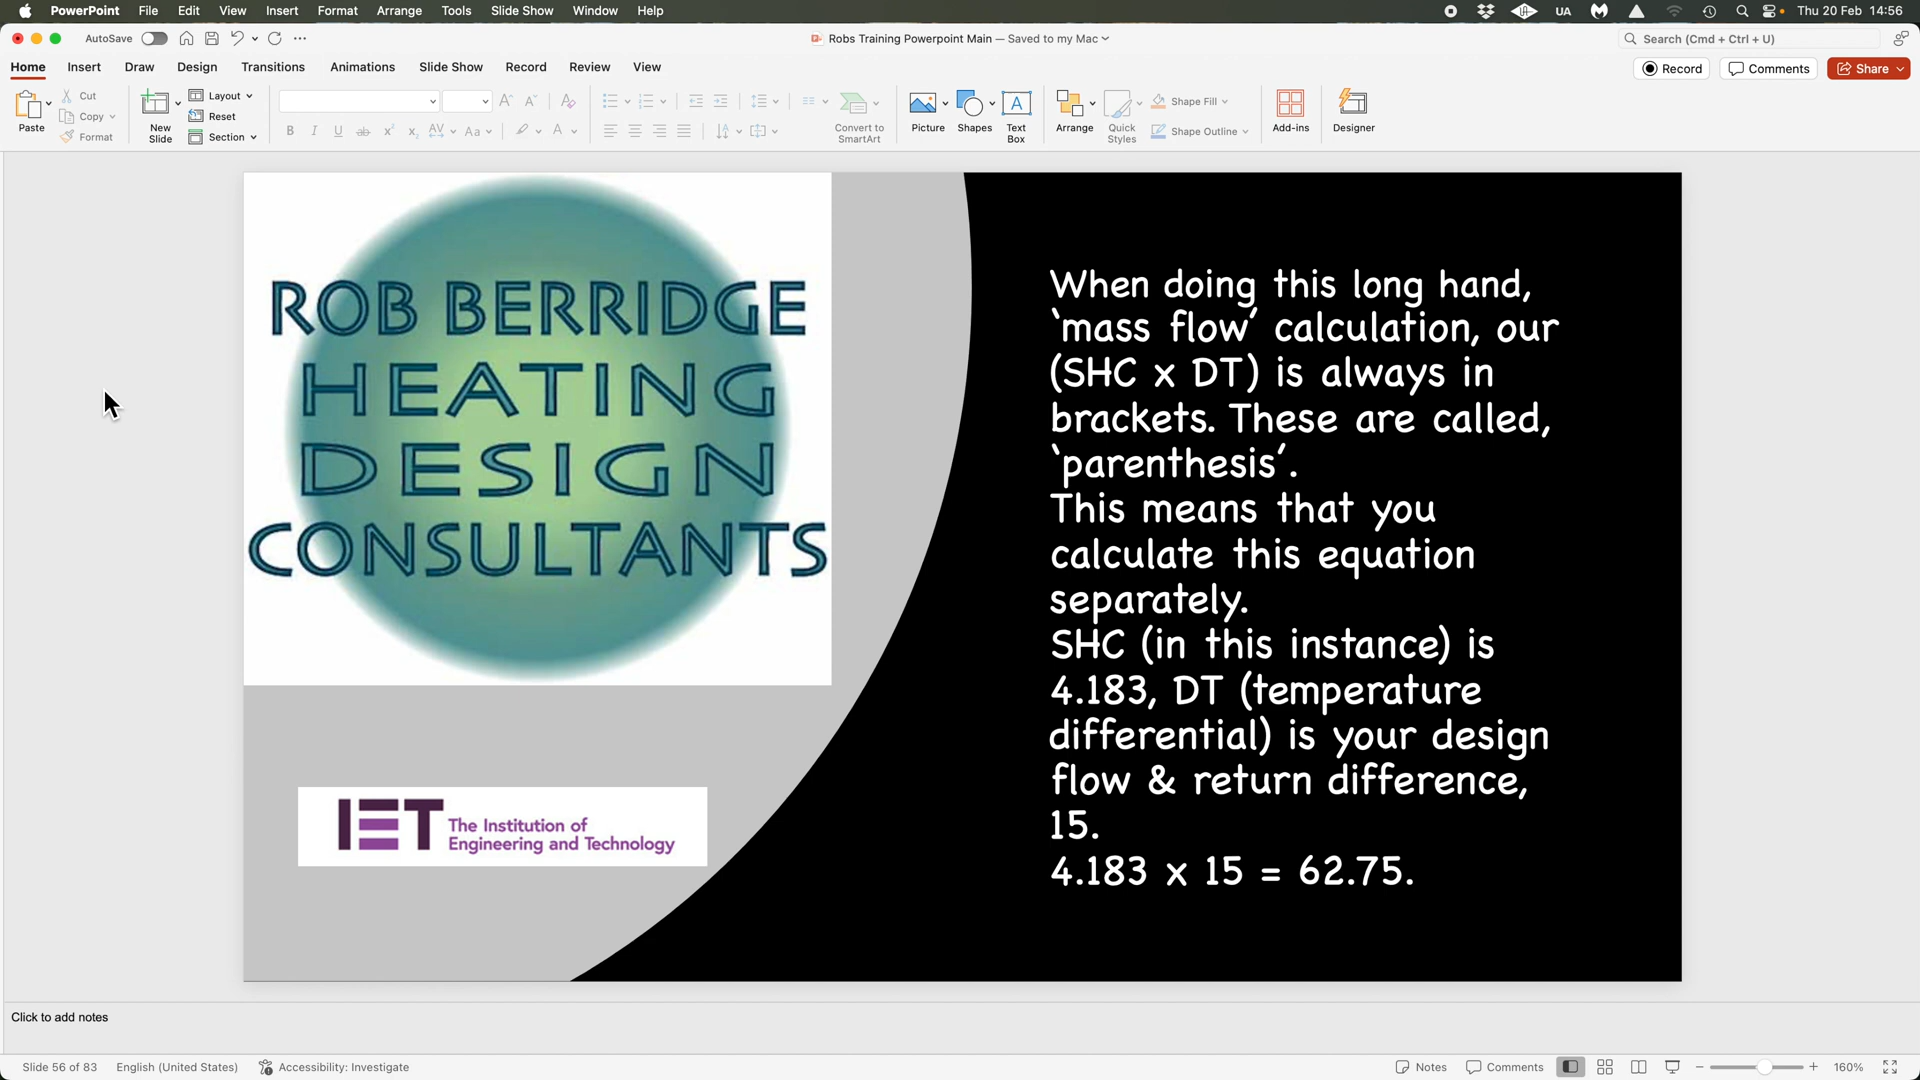 PowerPoint File Edit View Insert Format Arrange Tools Slide Show Window Help UA Thu 20 Feb 14:56
AutoSave Robs Training Powerpoint Main — Saved to my Mac Search (Cmd + Ctrl + U)
Home Insert Draw Design Transitions Animations Slide Show Record Review View Record Comments Share
Paste Cut Copy Format
New Slide Layout Reset Section
B I U ab x² x₂ AV Aa A
Convert to SmartArt
Picture Shapes Text Box
Arrange Quick Styles Shape Fill Shape Outline
Add-ins Designer
ROB BERRIDGE
HEATING
DESIGN
CONSULTANTS
IET The Institution of
Engineering and Technology
When doing this long hand,
‘mass flow’ calculation, our
(SHC x DT) is always in
brackets. These are called,
‘parenthesis’.
This means that you
calculate this equation
separately.
SHC (in this instance) is
4.183, DT (temperature
differential) is your design
flow & return difference,
15.
4.183 x 15 = 62.75.
Click to add notes
Slide 56 of 83 English (United States) Accessibility: Investigate Notes Comments 160%